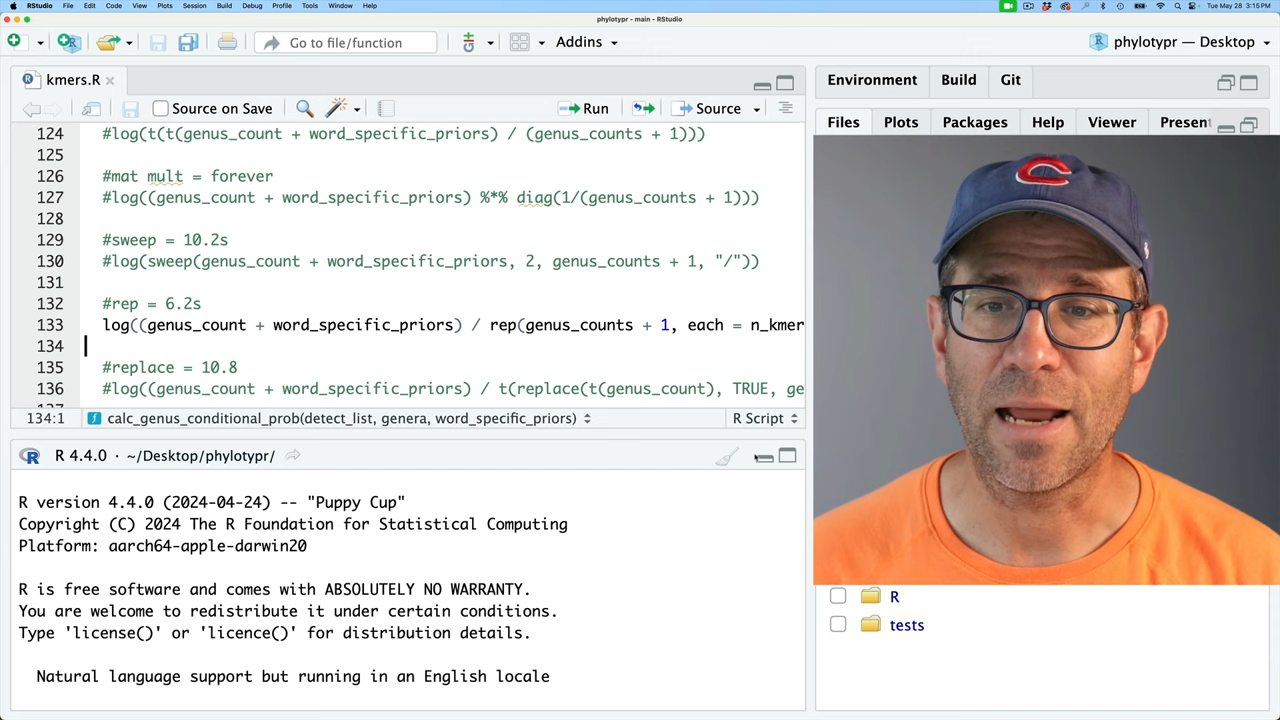 RStudio File Edit Code View Plots Session Build Debug Profile Tools Window Help Tue May 28 3:15 PM
phylotypr - main - RStudio
Go to file/function Addins phylotypr — Desktop
kmers.R
Source on Save Run Source
124 #log(t(t(genus_count + word_specific_priors) / (genus_counts + 1)))
125
126 #mat mult = forever
127 #log((genus_count + word_specific_priors) %*% diag(1/(genus_counts + 1)))
128
129 #sweep = 10.2s
130 #log(sweep(genus_count + word_specific_priors, 2, genus_counts + 1, "/"))
131
132 #rep = 6.2s
133 log((genus_count + word_specific_priors) / rep(genus_counts + 1, each = n_kmer
134
135 #replace = 10.8
136 #log((genus_count + word_specific_priors) / t(replace(t(genus_count), TRUE, ge
134:1 calc_genus_conditional_prob(detect_list, genera, word_specific_priors) R Script
R 4.4.0 · ~/Desktop/phylotypr/
R version 4.4.0 (2024-04-24) -- "Puppy Cup"
Copyright (C) 2024 The R Foundation for Statistical Computing
Platform: aarch64-apple-darwin20
R is free software and comes with ABSOLUTELY NO WARRANTY.
You are welcome to redistribute it under certain conditions.
Type 'license()' or 'licence()' for distribution details.
Natural language support but running in an English locale
Environment Build Git
Files Plots Packages Help Viewer Present
C
R
tests